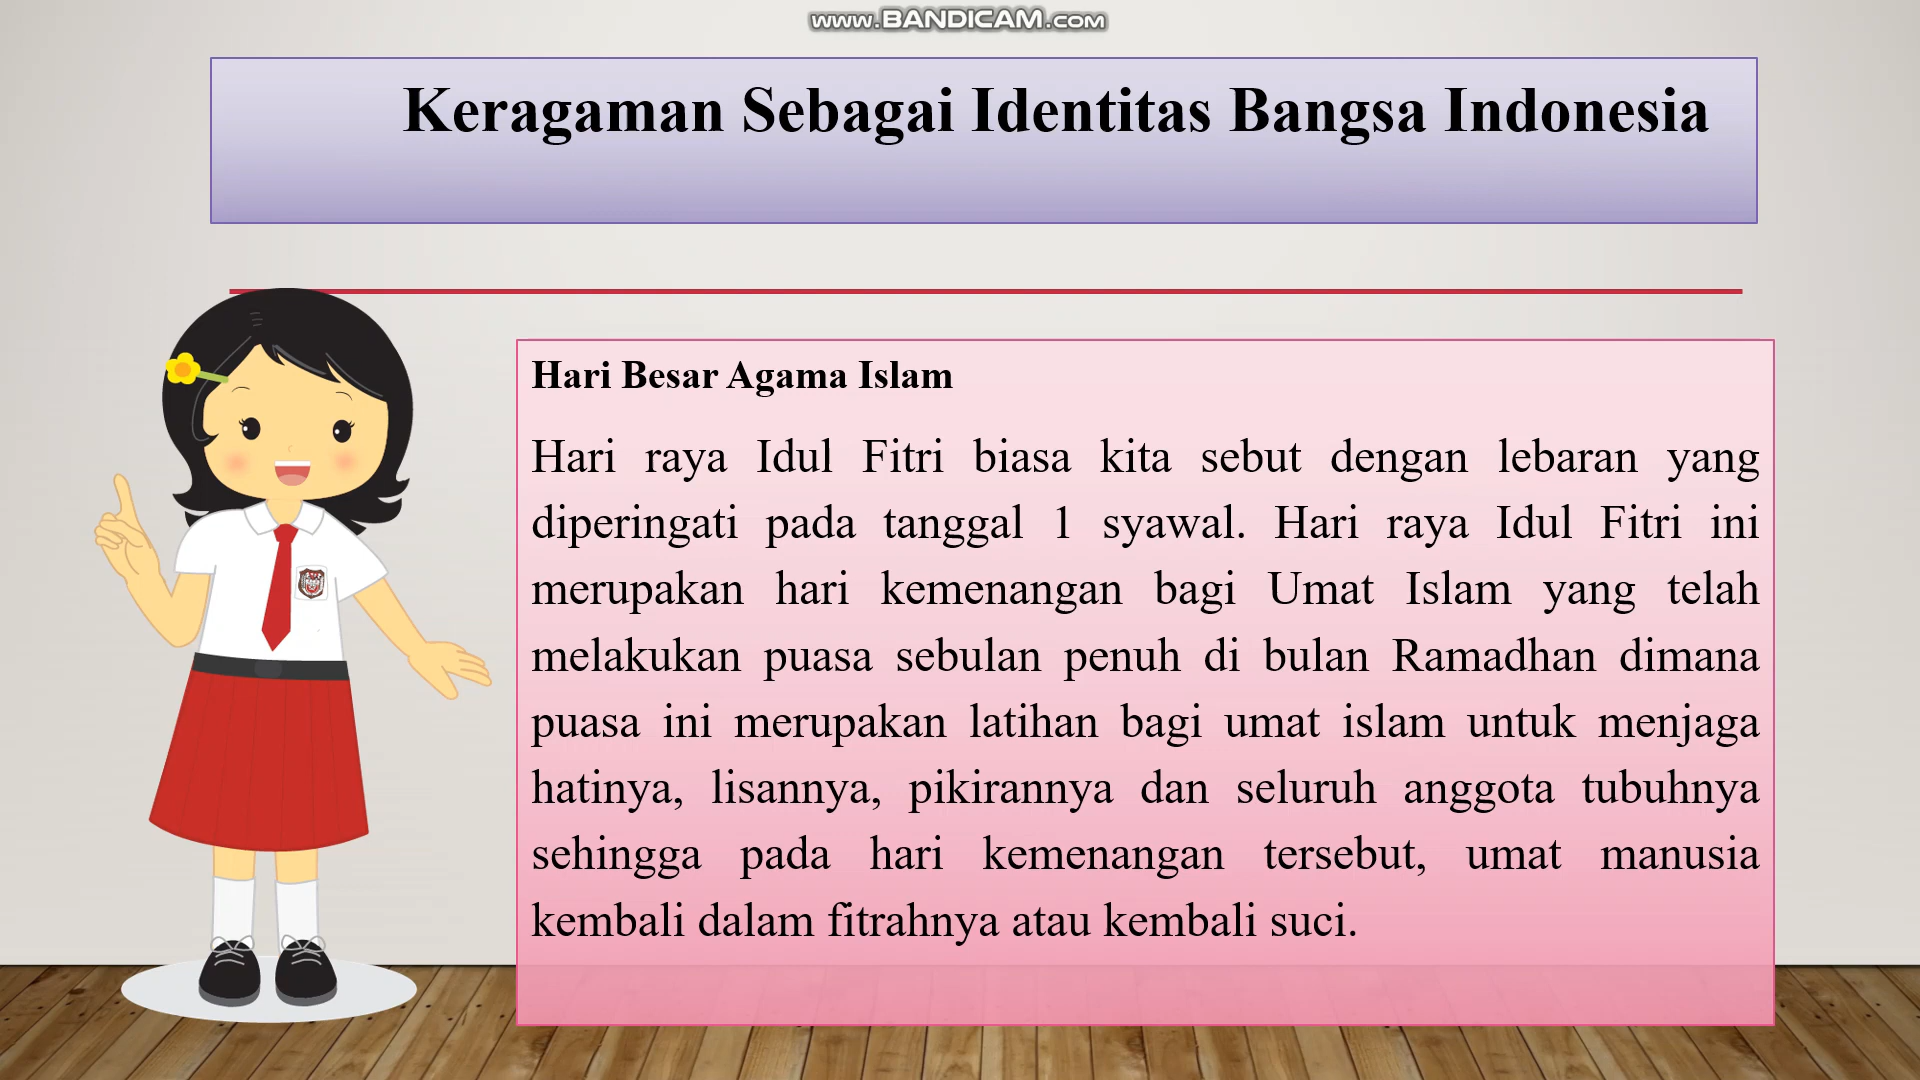 www.BANDICAM.com
Keragaman Sebagai Identitas Bangsa Indonesia
Hari Besar Agama Islam
Hari raya Idul Fitri biasa kita sebut dengan lebaran yang
diperingati pada tanggal 1 syawal. Hari raya Idul Fitri ini
merupakan hari kemenangan bagi Umat Islam yang telah
melakukan puasa sebulan penuh di bulan Ramadhan dimana
puasa ini merupakan latihan bagi umat islam untuk menjaga
hatinya, lisannya, pikirannya dan seluruh anggota tubuhnya
sehingga pada hari kemenangan tersebut, umat manusia
kembali dalam fitrahnya atau kembali suci.